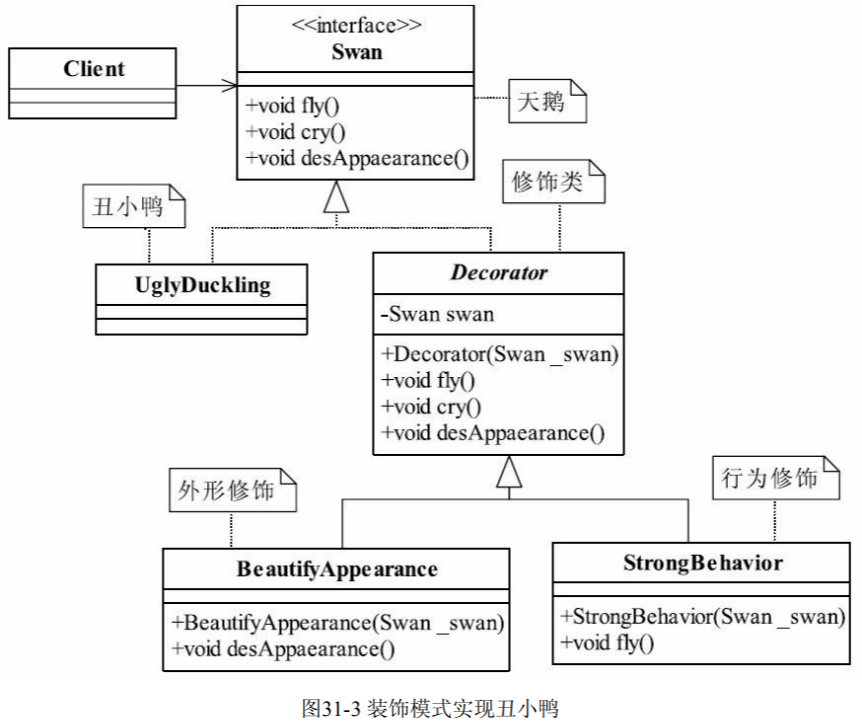 <<interface>>
Swan
+void fly()
+void cry()
+void desAppaearance()
Client
天鹅
修饰类
丑小鸭
UglyDuckling
Decorator
-Swan swan
+Decorator(Swan _swan)
+void fly()
+void cry()
+void desAppaearance()
外形修饰
行为修饰
BeautifyAppearance
+BeautifyAppearance(Swan _swan)
+void desAppaearance()
StrongBehavior
+StrongBehavior(Swan _swan)
+void fly()
图31-3 装饰模式实现丑小鸭